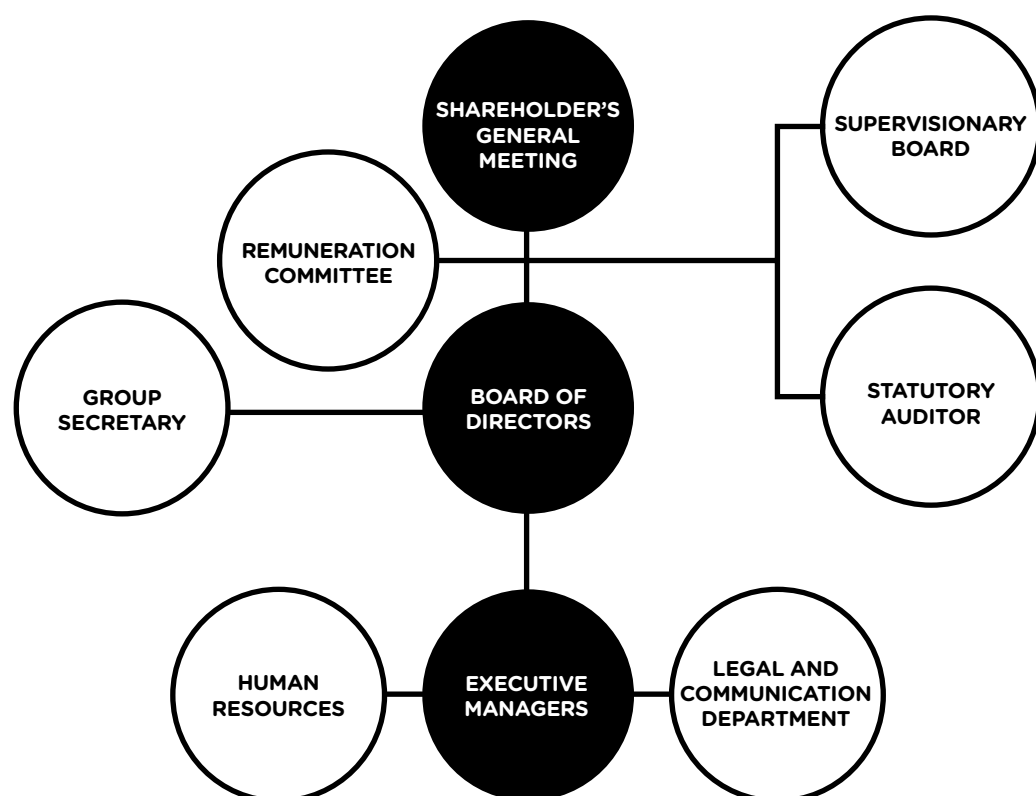 SHAREHOLDER'S
GENERAL
MEETING
SUPERVISIONARY
BOARD
REMUNERATION
COMMITTEE
GROUP
SECRETARY
BOARD OF
DIRECTORS
STATUTORY
AUDITOR
HUMAN
RESOURCES
EXECUTIVE
MANAGERS
LEGAL AND
COMMUNICATION
DEPARTMENT